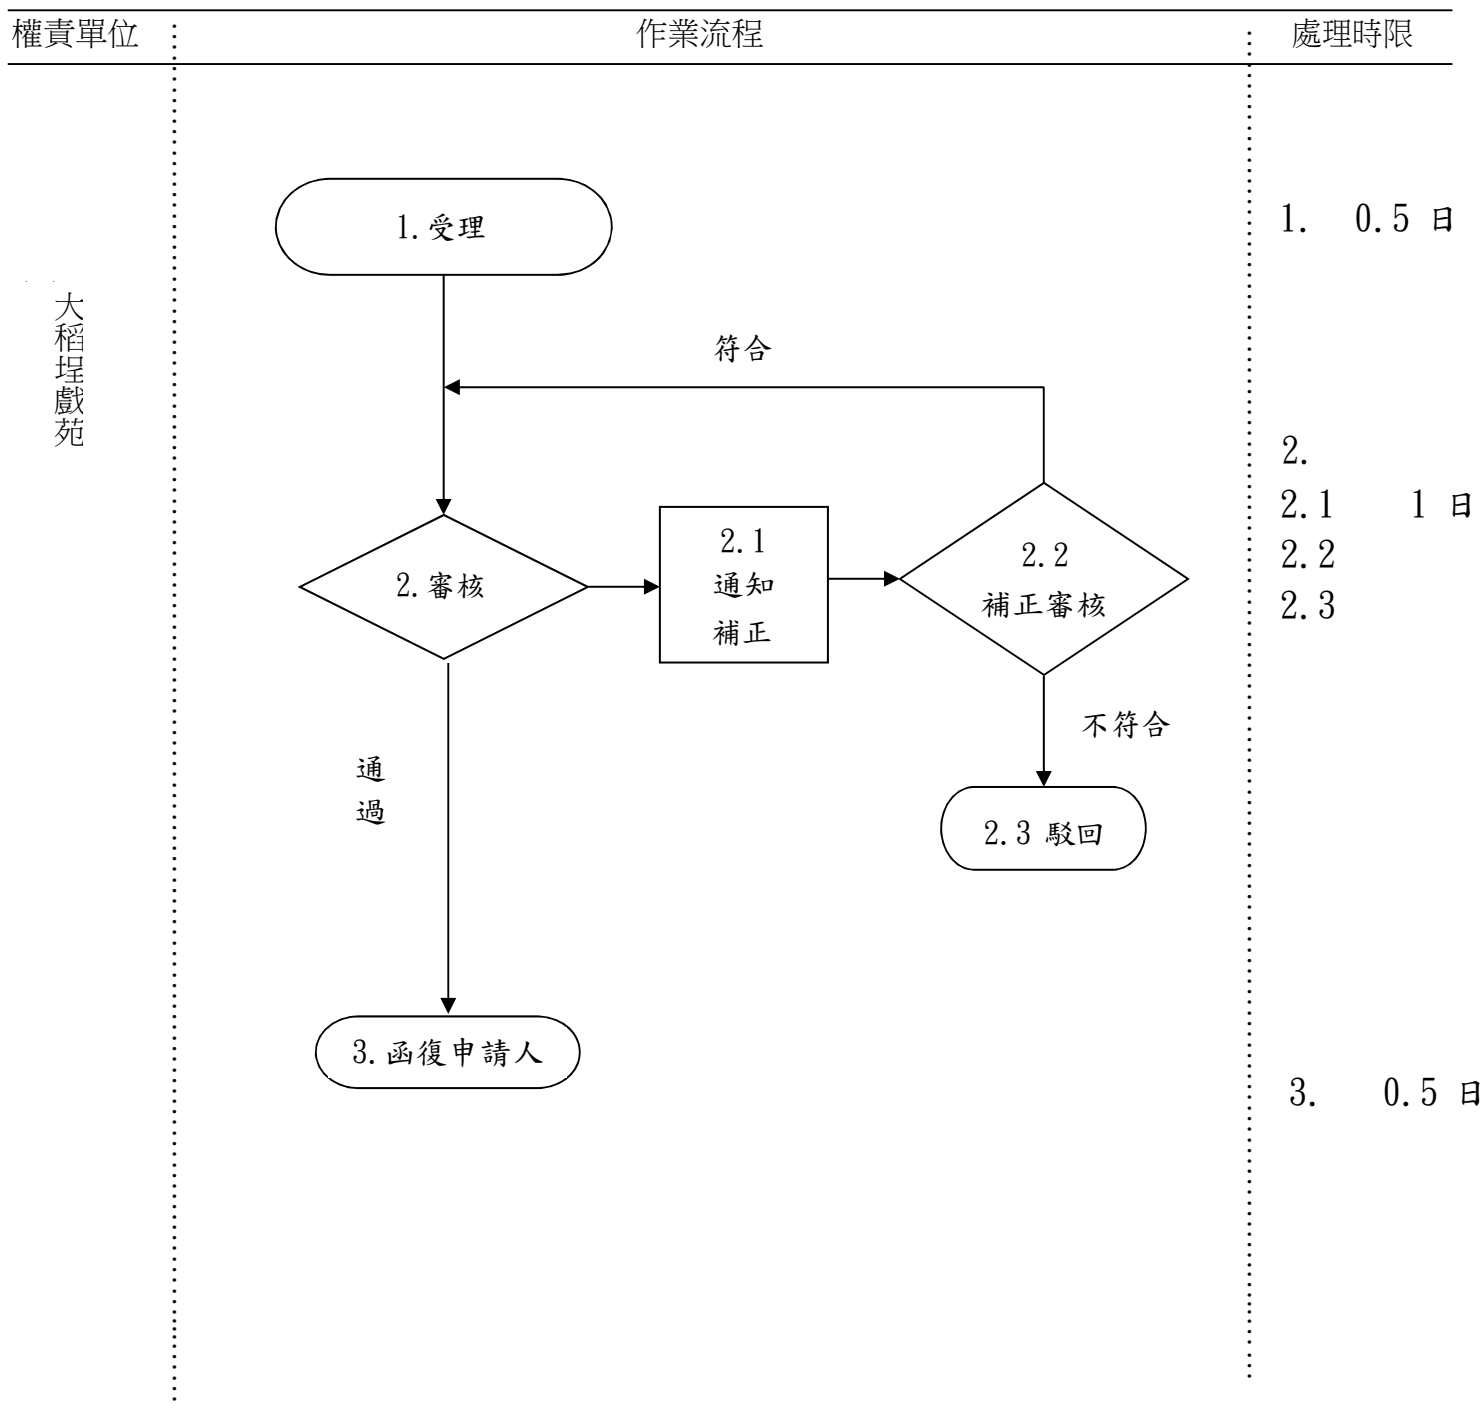 權責單位
作業流程
處理時限
大稻埕戲苑
1.受理
1. 0.5 日
符合
2.審核
2.1
通知
補正
2.2
補正審核
2.
2.1 1 日
2.2
2.3
不符合
通
過
2.3 駁回
3.函復申請人
3. 0.5 日